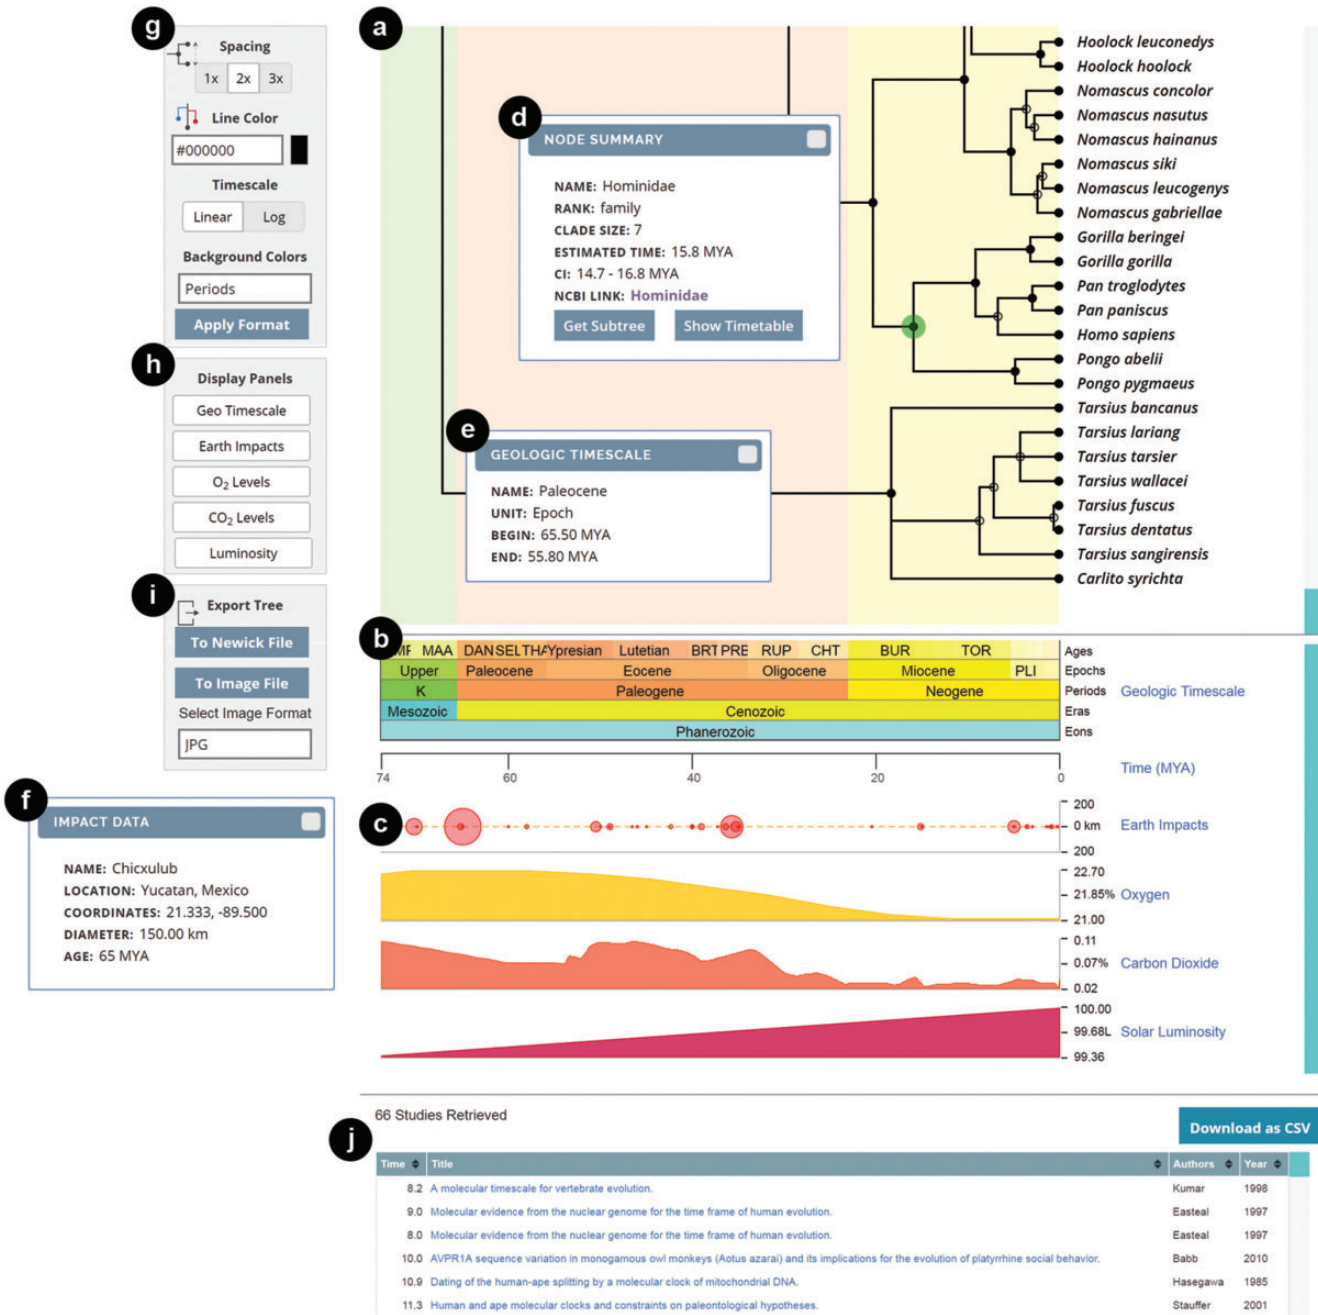 g
Spacing
1x 2x 3x
Line Color
#000000
Timescale
Linear Log
Background Colors
Periods
Apply Format
h
Display Panels
Geo Timescale
Earth Impacts
O₂ Levels
CO₂ Levels
Luminosity
i
Export Tree
To Newick File
To Image File
Select Image Format
JPG
f
IMPACT DATA
NAME: Chicxulub
LOCATION: Yucatan, Mexico
COORDINATES: 21.333, -89.500
DIAMETER: 150.00 km
AGE: 65 MYA
a
d
NODE SUMMARY
NAME: Hominidae
RANK: family
CLADE SIZE: 7
ESTIMATED TIME: 15.8 MYA
CI: 14.7 - 16.8 MYA
NCBI LINK: Hominidae
Get Subtree Show Timetable
e
GEOLOGIC TIMESCALE
NAME: Paleocene
UNIT: Epoch
BEGIN: 65.50 MYA
END: 55.80 MYA
Hoolock leuconedys
Hoolock hoolock
Nomascus concolor
Nomascus nasutus
Nomascus hainanus
Nomascus siki
Nomascus leucogenys
Nomascus gabriellae
Gorilla beringei
Gorilla gorilla
Pan troglodytes
Pan paniscus
Homo sapiens
Pongo abelii
Pongo pygmaeus
Tarsius bancanus
Tarsius lariang
Tarsius tarsier
Tarsius wallacei
Tarsius fuscus
Tarsius dentatus
Tarsius sangirensis
Carlito syrichta
b
MAA DAN SEL THA Ypresian Lutetian BRT PRE RUP CHT BUR TOR Ages
Upper Paleocene Eocene Oligocene Miocene PLI Epochs
K Paleogene Neogene Periods Geologic Timescale
Mesozoic Cenozoic Eras
Phanerozoic Eons
74 60 40 20 0 Time (MYA)
c
200
0 km Earth Impacts
200
22.70
21.85% Oxygen
21.00
0.11
0.07% Carbon Dioxide
0.02
100.00
99.68L Solar Luminosity
99.36
66 Studies Retrieved
j
Download as CSV
Time Title Authors Year
8.2 A molecular timescale for vertebrate evolution. Kumar 1998
9.0 Molecular evidence from the nuclear genome for the time frame of human evolution. Easteal 1997
8.0 Molecular evidence from the nuclear genome for the time frame of human evolution. Easteal 1997
10.0 AVPR1A sequence variation in monogamous owl monkeys (Aotus azarai) and its implications for the evolution of platyrrhine social behavior. Babb 2010
10.9 Dating of the human-ape splitting by a molecular clock of mitochondrial DNA. Hasegawa 1985
11.3 Human and ape molecular clocks and constraints on paleontological hypotheses. Stauffer 2001